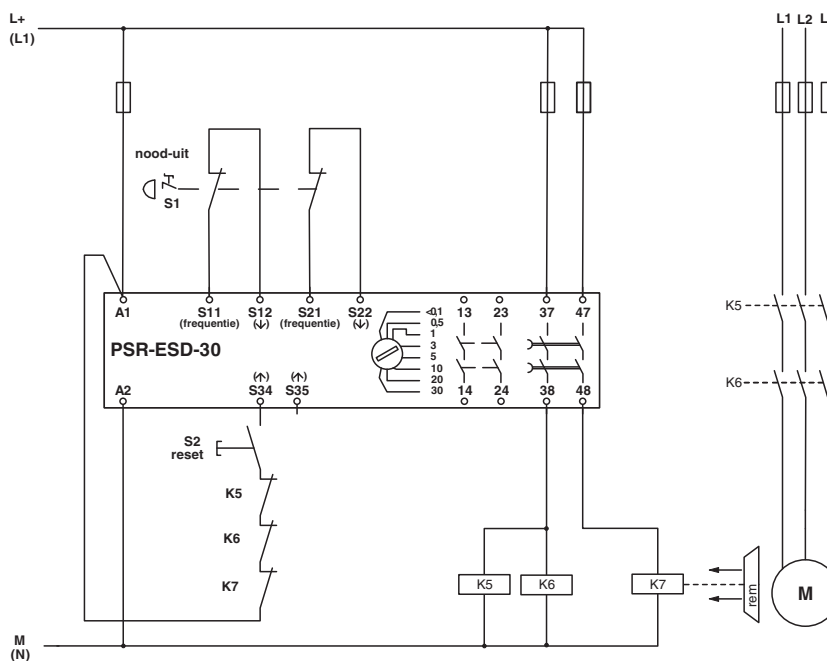 L+
(L1)
L1 L2 L
nood-uit
S1
A1 S11 S12 S21 S22 13 23 37 47
(frequentie) (↓) (frequentie) (↓)
<0,1
0,5
1
3
5
10
20
30
PSR-ESD-30
(↑) (↑)
A2 S34 S35 14 24 38 48
K5
K6
S2
reset
K5
K6
K7
K5 K6 K7
rem
M
M
(N)